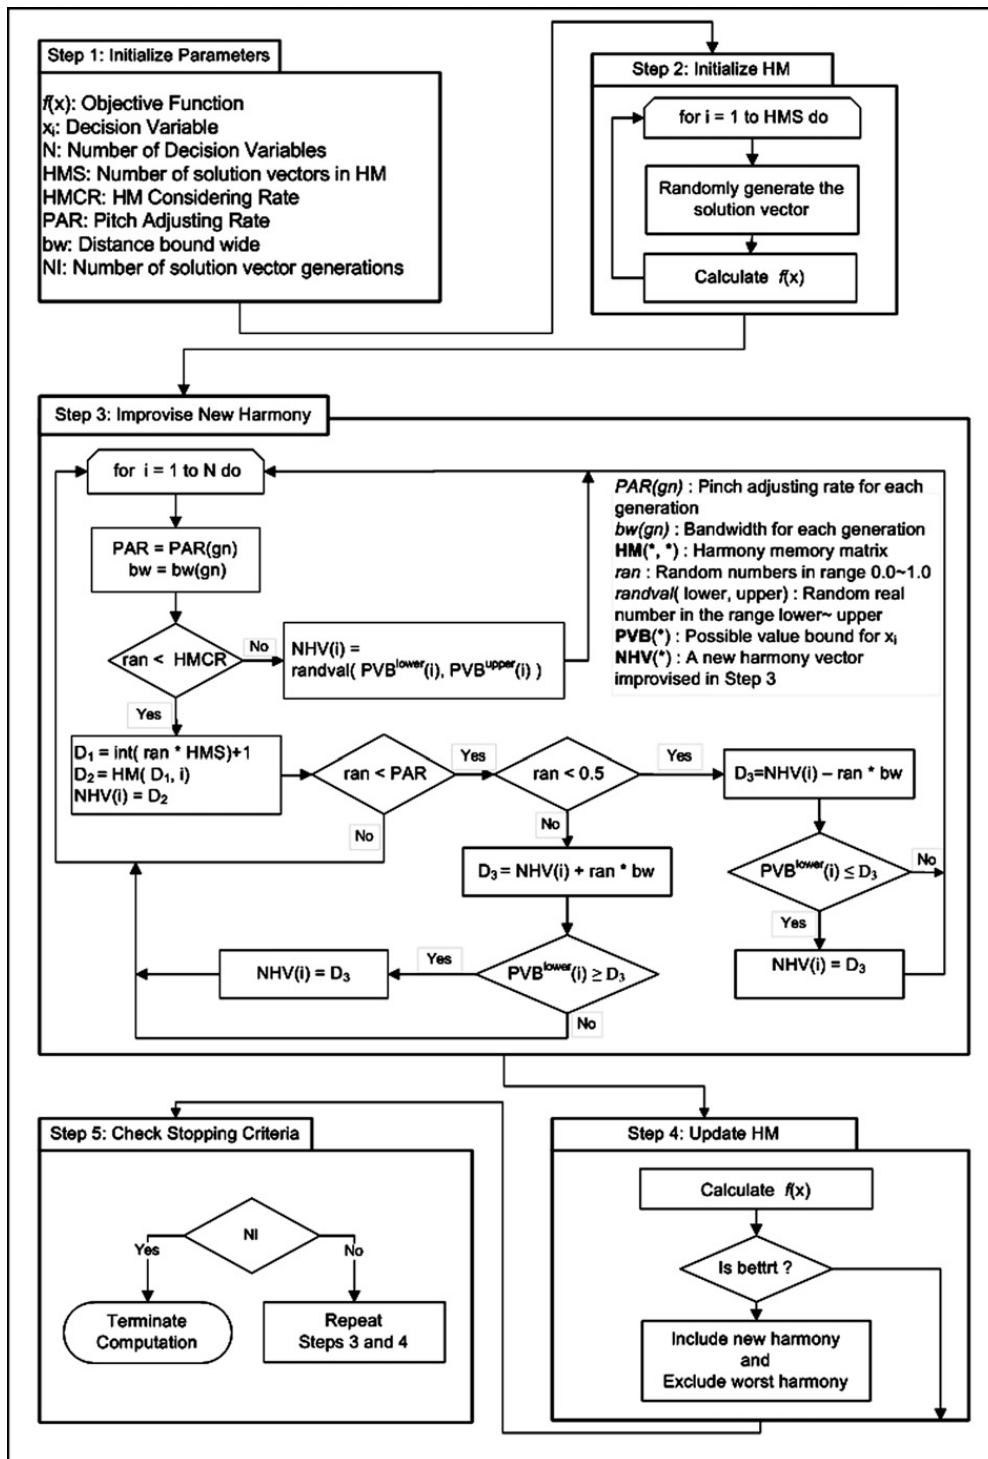 Step 1: Initialize Parameters
f(x): Objective Function
xi: Decision Variable
N: Number of Decision Variables
HMS: Number of solution vectors in HM
HMCR: HM Considering Rate
PAR: Pitch Adjusting Rate
bw: Distance bound wide
NI: Number of solution vector generations
Step 2: Initialize HM
for i = 1 to HMS do
Randomly generate the
solution vector
Calculate f(x)
Step 3: Improvise New Harmony
for i = 1 to N do
PAR = PAR(gn)
bw = bw(gn)
ran < HMCR
No
NHV(i) =
randval( PVB^lower(i), PVB^upper(i) )
PAR(gn) : Pinch adjusting rate for each
generation
bw(gn) : Bandwidth for each generation
HM(*, *) : Harmony memory matrix
ran : Random numbers in range 0.0~1.0
randval( lower, upper) : Random real
number in the range lower~ upper
PVB(*) : Possible value bound for xi
NHV(*) : A new harmony vector
improvised in Step 3
Yes
D1 = int( ran * HMS)+1
D2 = HM( D1, i)
NHV(i) = D2
ran < PAR
Yes
ran < 0.5
Yes
D3=NHV(i) – ran * bw
No
No
D3 = NHV(i) + ran * bw
PVB^lower(i) ≤ D3
No
Yes
NHV(i) = D3
PVB^lower(i) ≥ D3
Yes
NHV(i) = D3
No
Step 5: Check Stopping Criteria
NI
Yes
No
Terminate
Computation
Repeat
Steps 3 and 4
Step 4: Update HM
Calculate f(x)
Is bettrt ?
Include new harmony
and
Exclude worst harmony